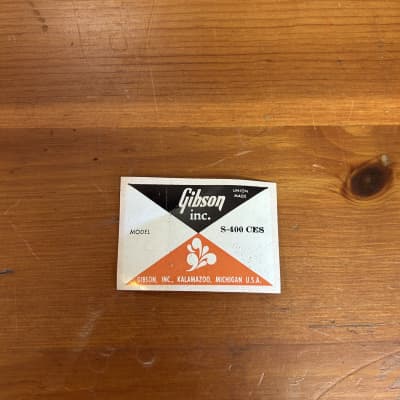 Gibson
inc.
UNION
MADE
MODEL
S-400 CES
GIBSON, INC., KALAMAZOO, MICHIGAN U.S.A.